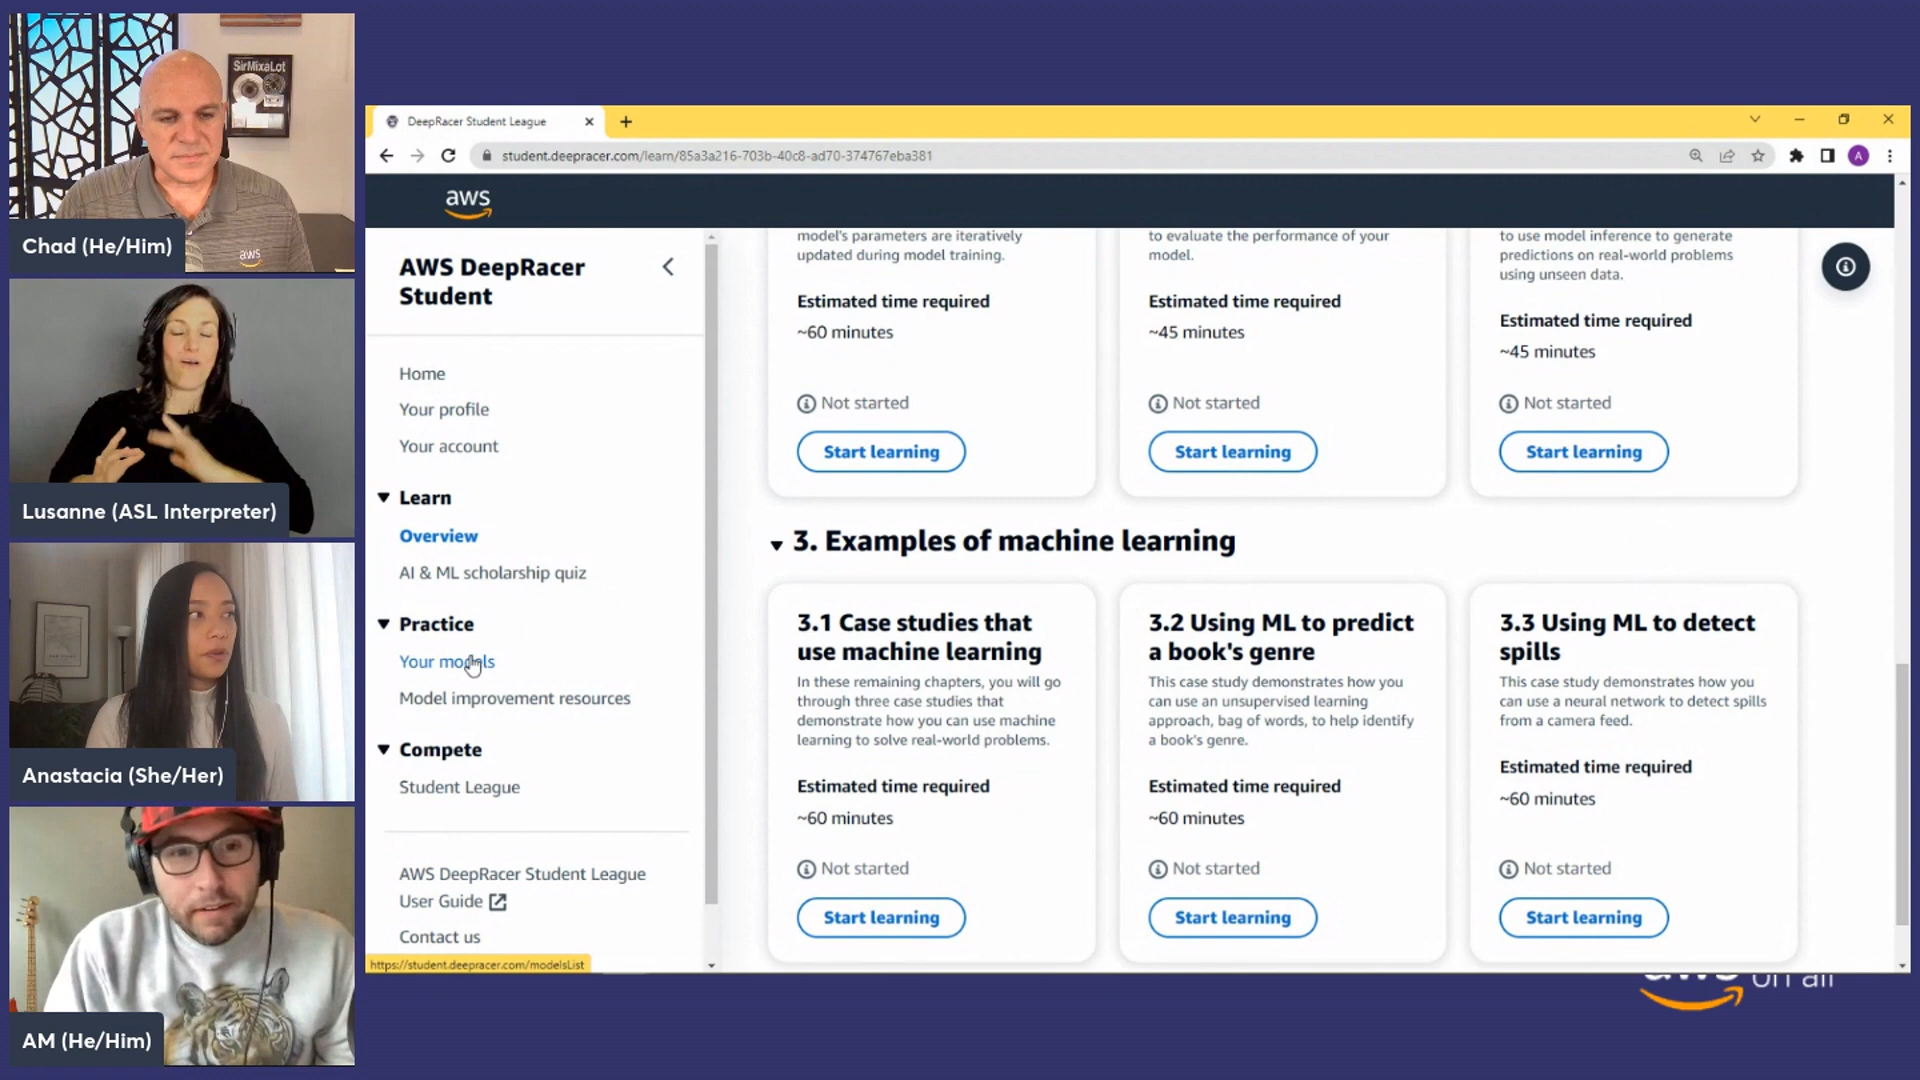 SirMixaLot
aws
Chad (He/Him)
Lusanne (ASL Interpreter)
Anastacia (She/Her)
AM (He/Him)
DeepRacer Student League
student.deepracer.com/learn/85a3a216-703b-40c8-ad70-374767eba381
A
aws
AWS DeepRacer
Student
Home
Your profile
Your account
Learn
Overview
AI & ML scholarship quiz
Practice
Your models
Model improvement resources
Compete
Student League
AWS DeepRacer Student League
User Guide
Contact us
https://student.deepracer.com/modelsList
model's parameters are iteratively
updated during model training.
Estimated time required
~60 minutes
Not started
Start learning
to evaluate the performance of your
model.
Estimated time required
~45 minutes
Not started
Start learning
to use model inference to generate
predictions on real-world problems
using unseen data.
Estimated time required
~45 minutes
Not started
Start learning
3. Examples of machine learning
3.1 Case studies that
use machine learning
In these remaining chapters, you will go
through three case studies that
demonstrate how you can use machine
learning to solve real-world problems.
Estimated time required
~60 minutes
Not started
Start learning
3.2 Using ML to predict
a book's genre
This case study demonstrates how you
can use an unsupervised learning
approach, bag of words, to help identify
a book's genre.
Estimated time required
~60 minutes
Not started
Start learning
3.3 Using ML to detect
spills
This case study demonstrates how you
can use a neural network to detect spills
from a camera feed.
Estimated time required
~60 minutes
Not started
Start learning
aws on air